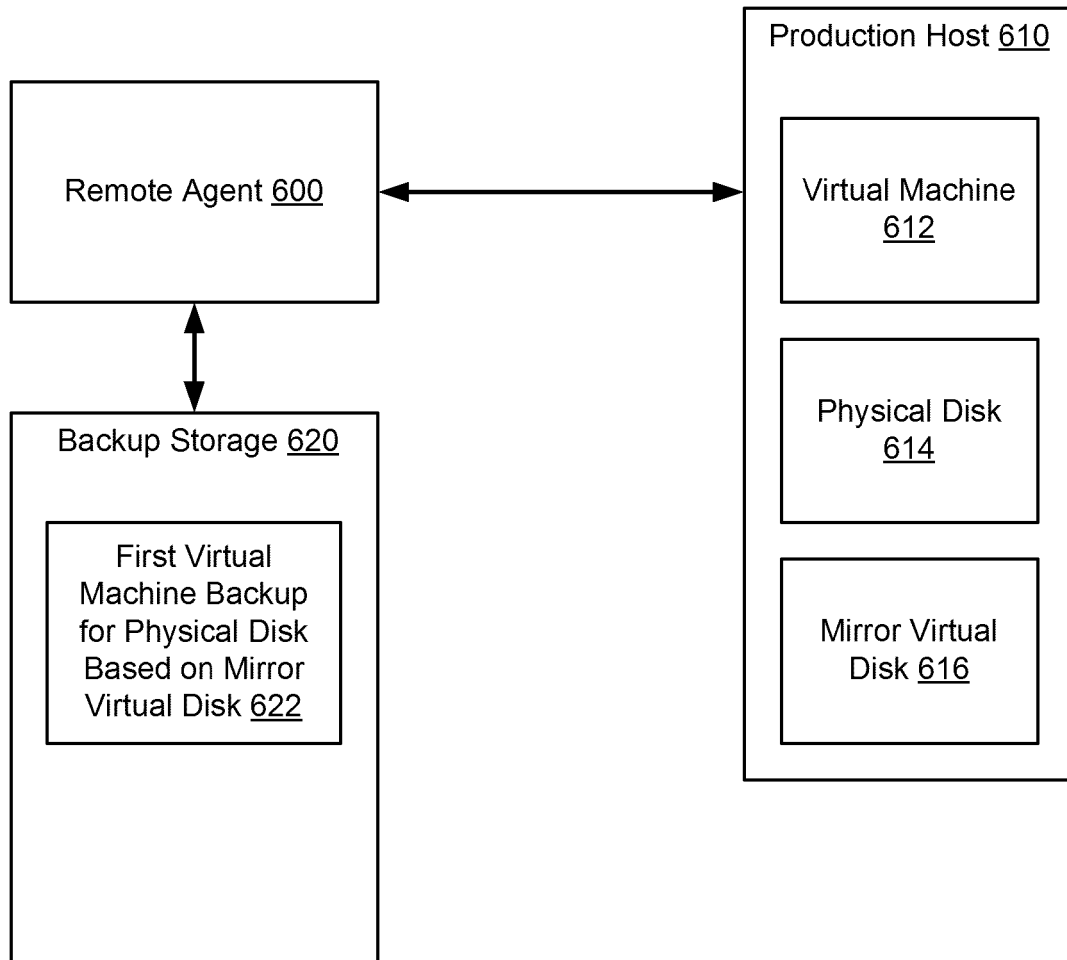 Production Host 610
Remote Agent 600
Virtual Machine
612
Physical Disk
614
Backup Storage 620
First Virtual
Machine Backup
for Physical Disk
Based on Mirror
Virtual Disk 622
Mirror Virtual
Disk 616